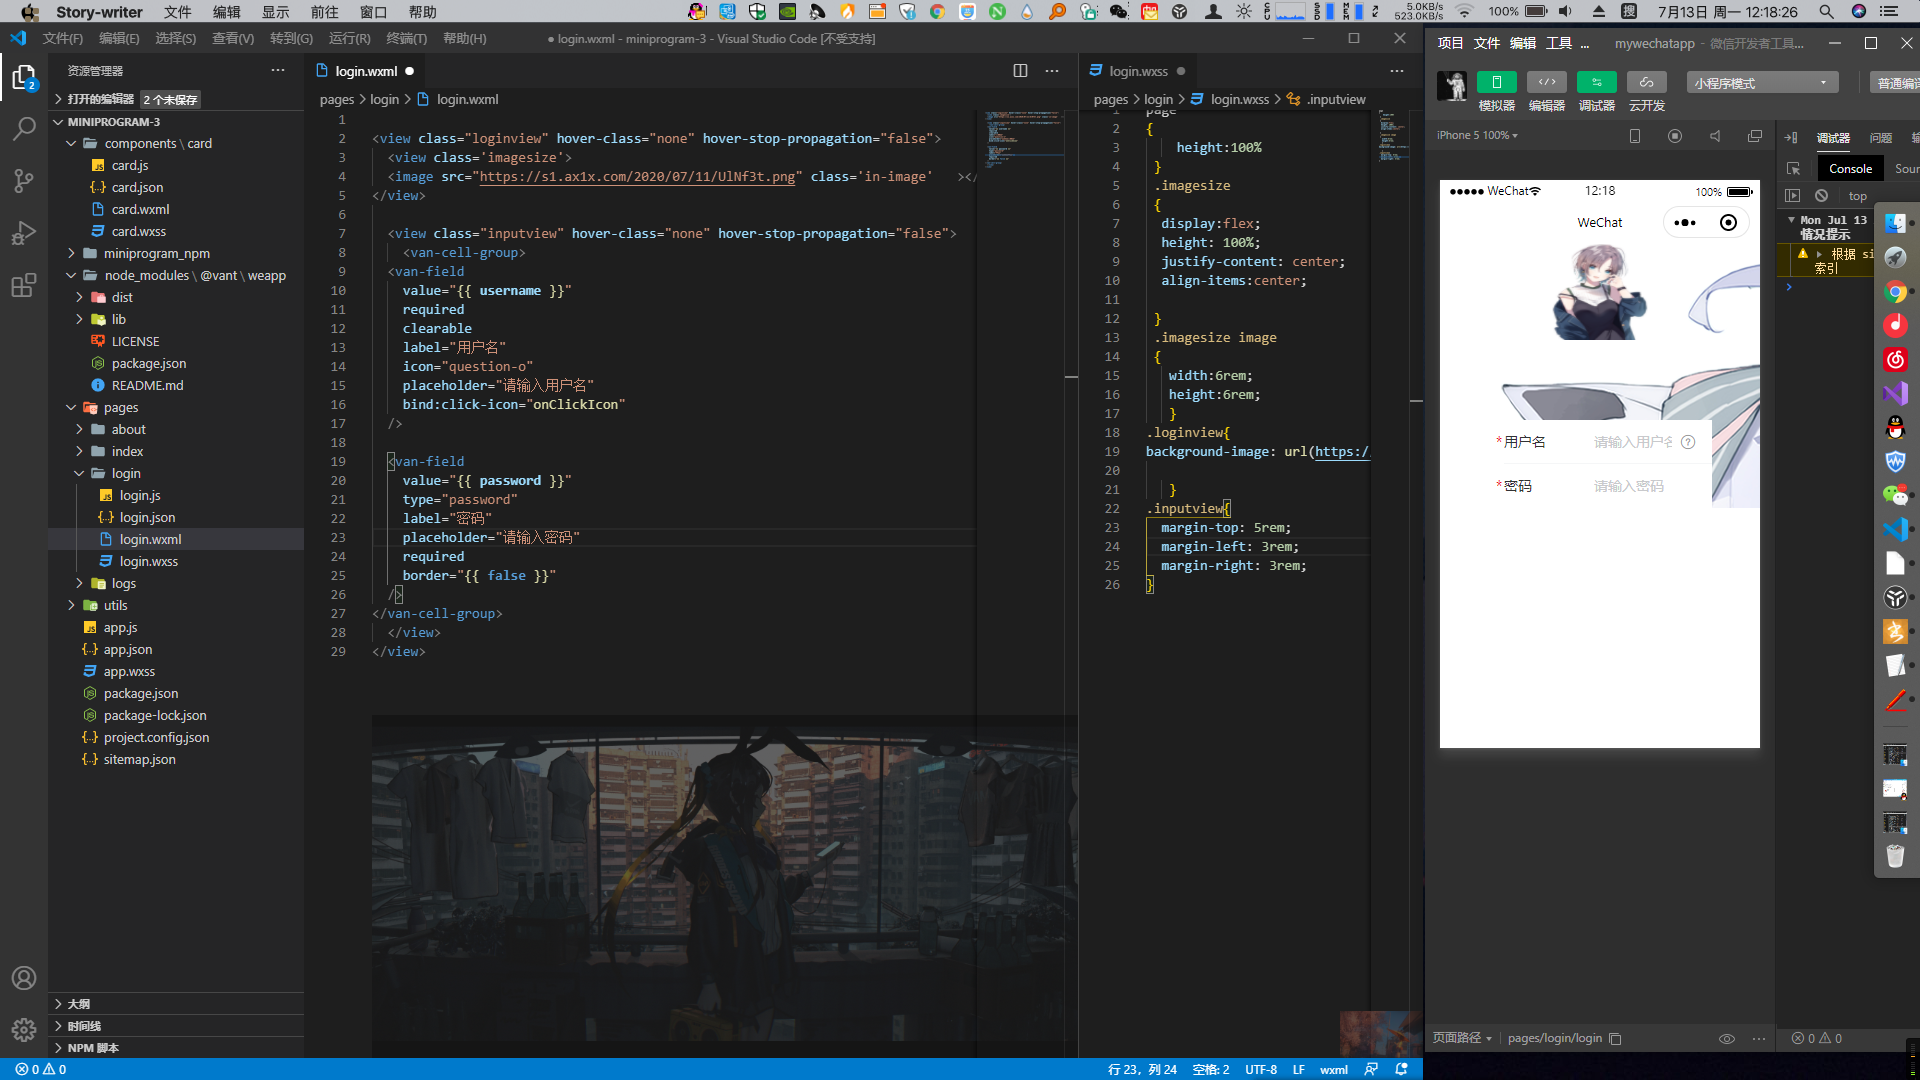 Story-writer 文件 编辑 显示 前往 窗口 帮助
5.0KB/s
523.0KB/s
100%
7月13日 周一 12:18:26
文件(F) 编辑(E) 选择(S) 查看(V) 转到(G) 运行(R) 终端(T) 帮助(H)
● login.wxml - miniprogram-3 - Visual Studio Code [不受支持]
资源管理器 ···
2
打开的编辑器 2 个未保存
MINIPROGRAM-3
components \ card
card.js
card.json
card.wxml
card.wxss
miniprogram_npm
node_modules \ @vant \ weapp
dist
lib
LICENSE
package.json
README.md
pages
about
index
login
login.js
login.json
login.wxml
login.wxss
logs
utils
app.js
app.json
app.wxss
package.json
package-lock.json
project.config.json
sitemap.json
大纲
时间线
NPM 脚本
login.wxml ●
pages > login > login.wxml
1
2 <view class="loginview" hover-class="none" hover-stop-propagation="false">
3 <view class='imagesize'>
4 <image src="https://s1.ax1x.com/2020/07/11/UlNf3t.png" class='in-image' ></
5 </view>
6
7 <view class="inputview" hover-class="none" hover-stop-propagation="false">
8 <van-cell-group>
9 <van-field
10 value="{{ username }}"
11 required
12 clearable
13 label="用户名"
14 icon="question-o"
15 placeholder="请输入用户名"
16 bind:click-icon="onClickIcon"
17 />
18
19 <van-field
20 value="{{ password }}"
21 type="password"
22 label="密码"
23 placeholder="请输入密码"
24 required
25 border="{{ false }}"
26 />
27 </van-cell-group>
28 </view>
29 </view>
login.wxss ●
pages > login > login.wxss > .inputview
1 page
2 {
3 height:100%
4 }
5 .imagesize
6 {
7 display:flex;
8 height: 100%;
9 justify-content: center;
10 align-items:center;
11
12 }
13 .imagesize image
14 {
15 width:6rem;
16 height:6rem;
17 }
18 .loginview{
19 background-image: url(https:/
20
21 }
22 .inputview{
23 margin-top: 5rem;
24 margin-left: 3rem;
25 margin-right: 3rem;
26 }
0 0
行 23，列 24 空格: 2 UTF-8 LF wxml
项目 文件 编辑 工具 ... mywechatapp - 微信开发者工具...
模拟器 编辑器 调试器 云开发
小程序模式
普通编译
iPhone 5 100%
WeChat 12:18 100%
WeChat
*用户名 请输入用户名
*密码 请输入密码
调试器 问题
Console Sour
top
Mon Jul 13
情况提示
根据 si
索引
页面路径 pages/login/login
0 0